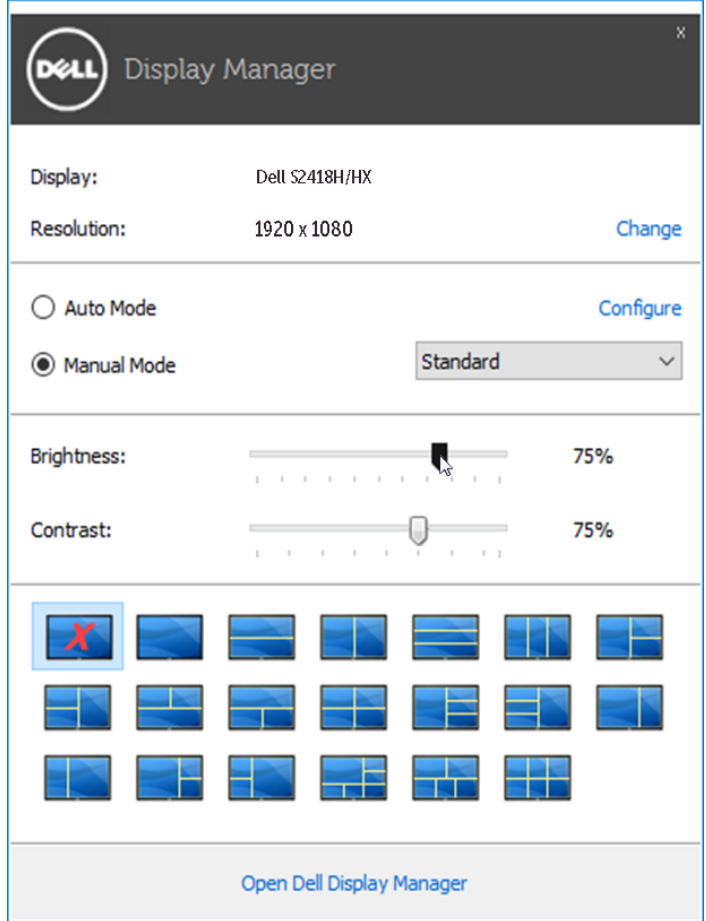 x
DELL Display Manager
Display: Dell S2418H/HX
Resolution: 1920 x 1080 Change
Auto Mode Configure
Manual Mode Standard
Brightness: 75%
Contrast: 75%
X
Open Dell Display Manager